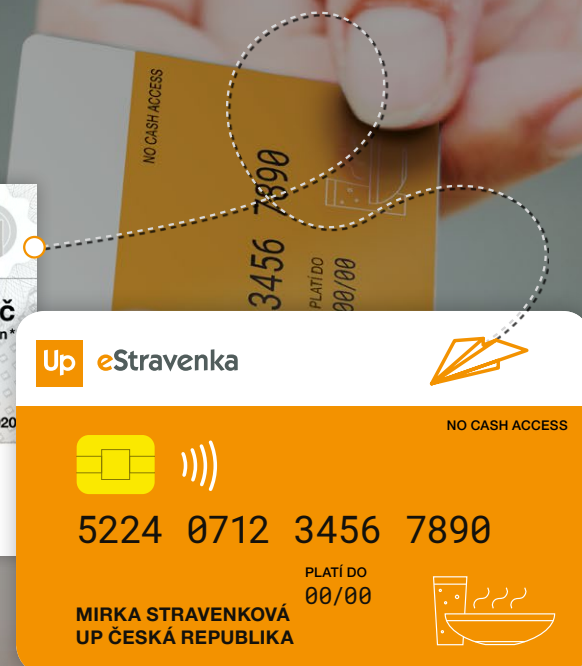 NO CASH ACCESS
3456 7890
PLATÍ DO
00/00
Č
n*
20
Up eStravenka
NO CASH ACCESS
5224 0712 3456 7890
PLATÍ DO
00/00
MIRKA STRAVENKOVÁ
UP ČESKÁ REPUBLIKA